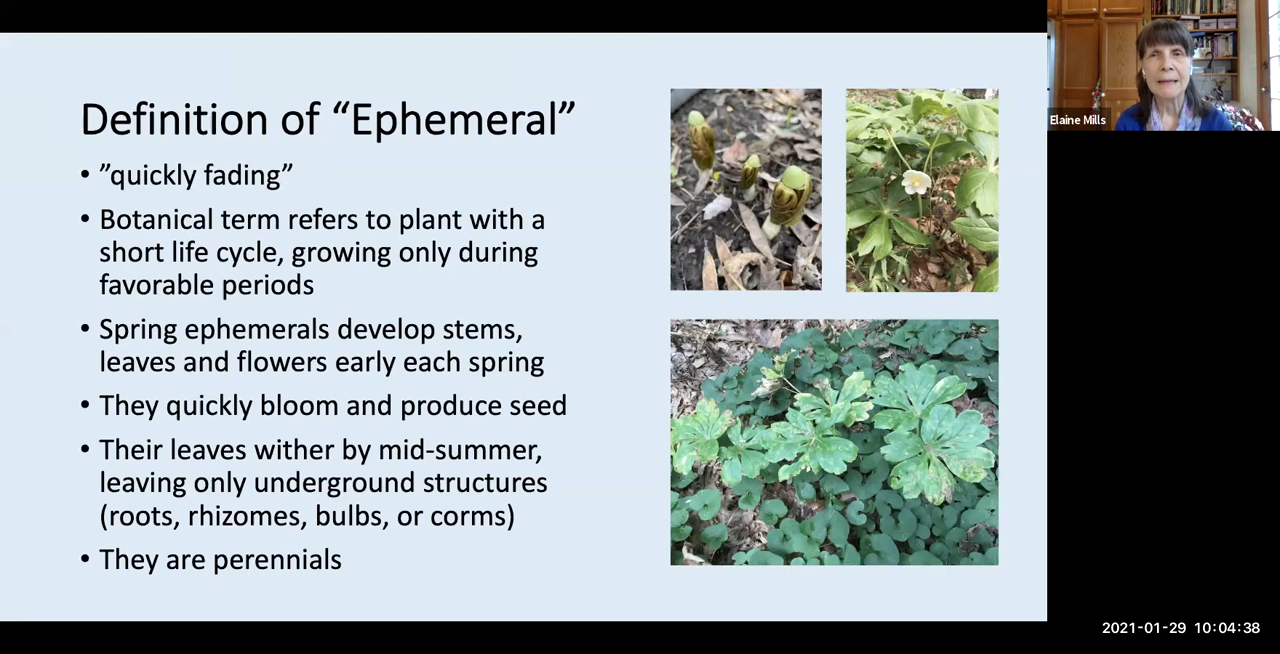 Definition of “Ephemeral”
• ”quickly fading”
• Botanical term refers to plant with a
short life cycle, growing only during
favorable periods
• Spring ephemerals develop stems,
leaves and flowers early each spring
• They quickly bloom and produce seed
• Their leaves wither by mid-summer,
leaving only underground structures
(roots, rhizomes, bulbs, or corms)
• They are perennials
Elaine Mills
2021-01-29 10:04:38